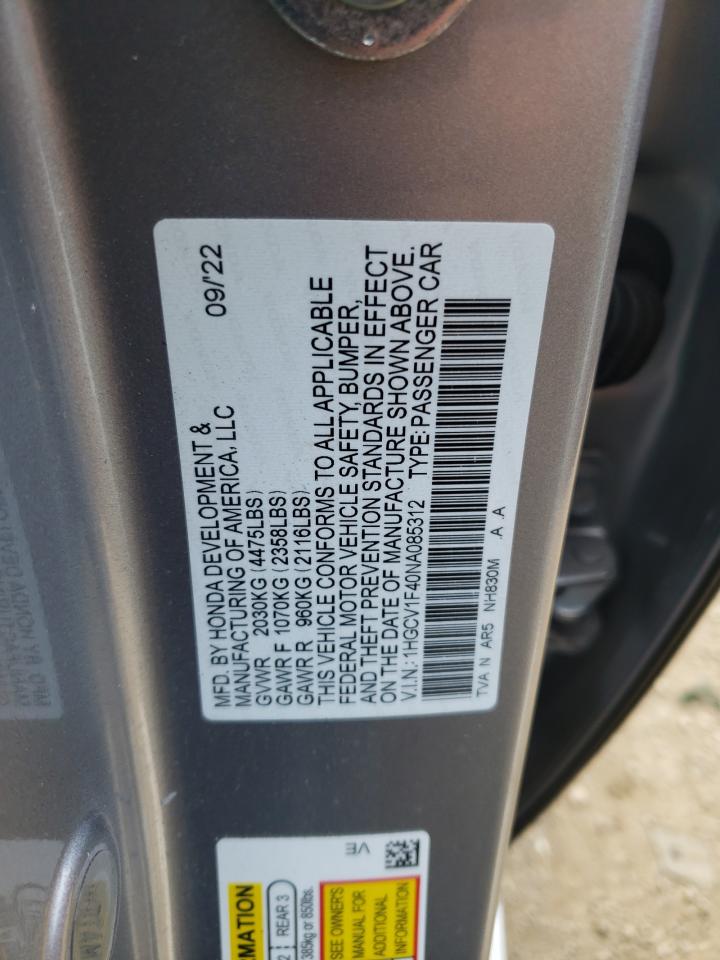 MFD. BY HONDA DEVELOPMENT & 09/'22
MANUFACTURING OF AMERICA, LLC
GVWR 2030KG (4475LBS)
GAWR F 1070KG (2358LBS)
GAWR R 960KG (2116LBS)
THIS VEHICLE CONFORMS TO ALL APPLICABLE
FEDERAL MOTOR VEHICLE SAFETY, BUMPER,
AND THEFT PREVENTION STANDARDS IN EFFECT
ON THE DATE OF MANUFACTURE SHOWN ABOVE.
V.I.N.: 1HGCV1F40NA085312 TYPE: PASSENGER CAR
TVA N AR5 NH830M .A .A
REAR 3
385kg or 850lbs.
SEE OWNER'S
MANUAL FOR
ADDITIONAL
INFORMATION